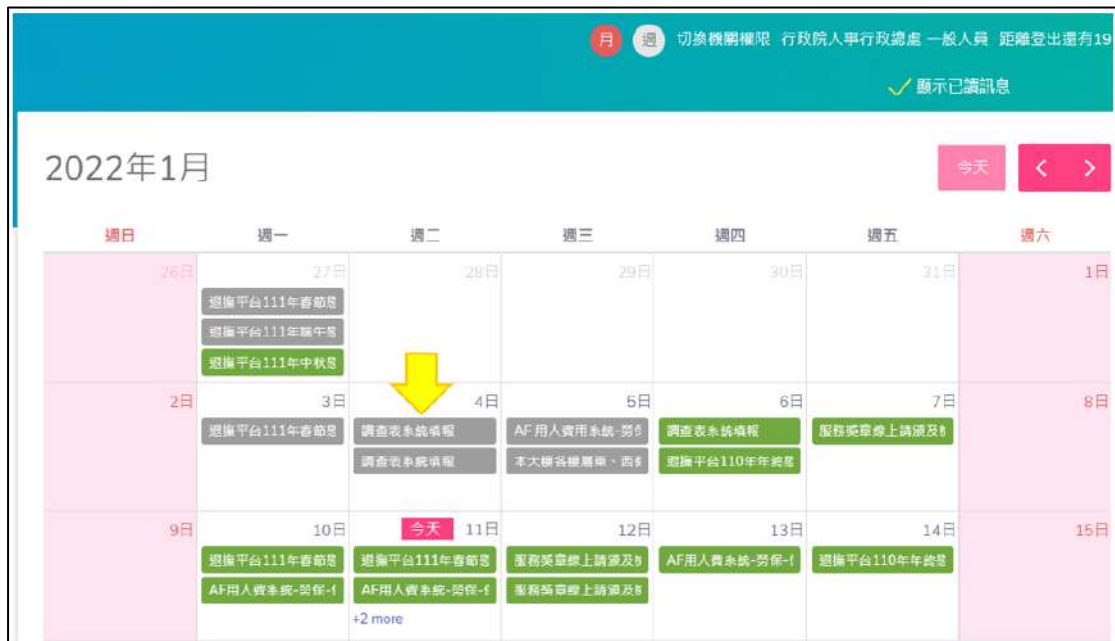 月 週 切換機關權限 行政院人事行政總處 一般人員 距離登出還有19
顯示已讀訊息
2022年1月
今天
週日 週一 週二 週三 週四 週五 週六
26日 27日 28日 29日 30日 31日 1日
退撫平台111年春節
退撫平台111年端午
退撫平台111年中秋
2日 3日 4日 5日 6日 7日 8日
退撫平台111年春節 調查表系統填報 AF用人費用系統-勞 調查表系統填報 服務獎章線上請頒及
調查表系統填報 本大樓各樓層東、西 退撫平台110年年終
9日 10日 今天 11日 12日 13日 14日 15日
退撫平台111年春節 退撫平台111年春節 服務獎章線上請頒及 AF用人費系統-勞保- 退撫平台110年年終
AF用人費系統-勞保- AF用人費系統-勞保- 服務獎章線上請頒及
+2 more